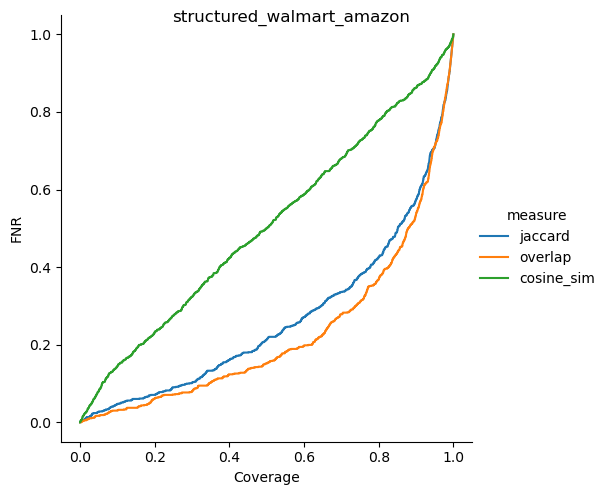 structured_walmart_amazon
1.0
0.8
0.6
0.4
0.2
0.0
FNR
0.0 0.2 0.4 0.6 0.8 1.0
Coverage
measure
jaccard
overlap
cosine_sim